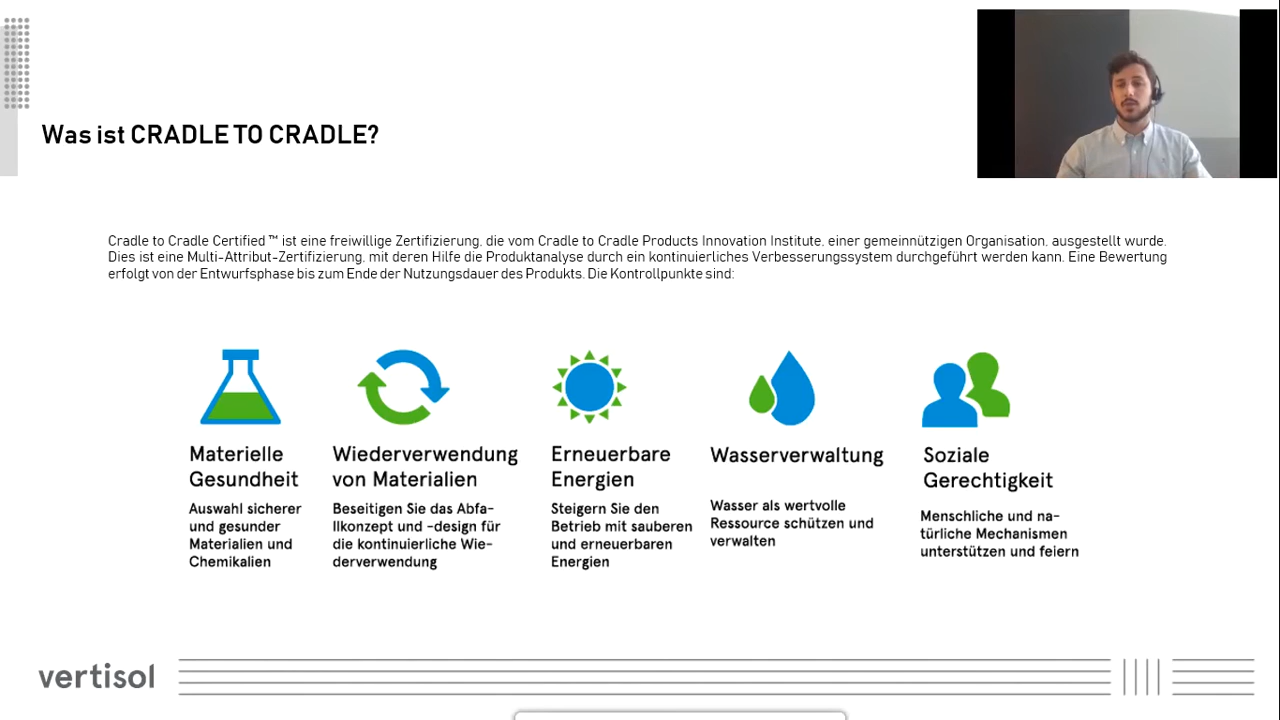 Was ist CRADLE TO CRADLE?
Cradle to Cradle Certified™ ist eine freiwillige Zertifizierung, die vom Cradle to Cradle Products Innovation Institute, einer gemeinnützigen Organisation, ausgestellt wurde.
Dies ist eine Multi-Attribut-Zertifizierung, mit deren Hilfe die Produktanalyse durch ein kontinuierliches Verbesserungssystem durchgeführt werden kann. Eine Bewertung
erfolgt von der Entwurfsphase bis zum Ende der Nutzungsdauer des Produkts. Die Kontrollpunkte sind:
Materielle
Gesundheit
Auswahl sicherer
und gesunder
Materialien und
Chemikalien
Wiederverwendung
von Materialien
Beseitigen Sie das Abfa-
llkonzept und -design für
die kontinuierliche Wie-
derverwendung
Erneuerbare
Energien
Steigern Sie den
Betrieb mit sauberen
und erneuerbaren
Energien
Wasserverwaltung
Wasser als wertvolle
Ressource schützen und
verwalten
Soziale
Gerechtigkeit
Menschliche und na-
türliche Mechanismen
unterstützen und feiern
vertisol